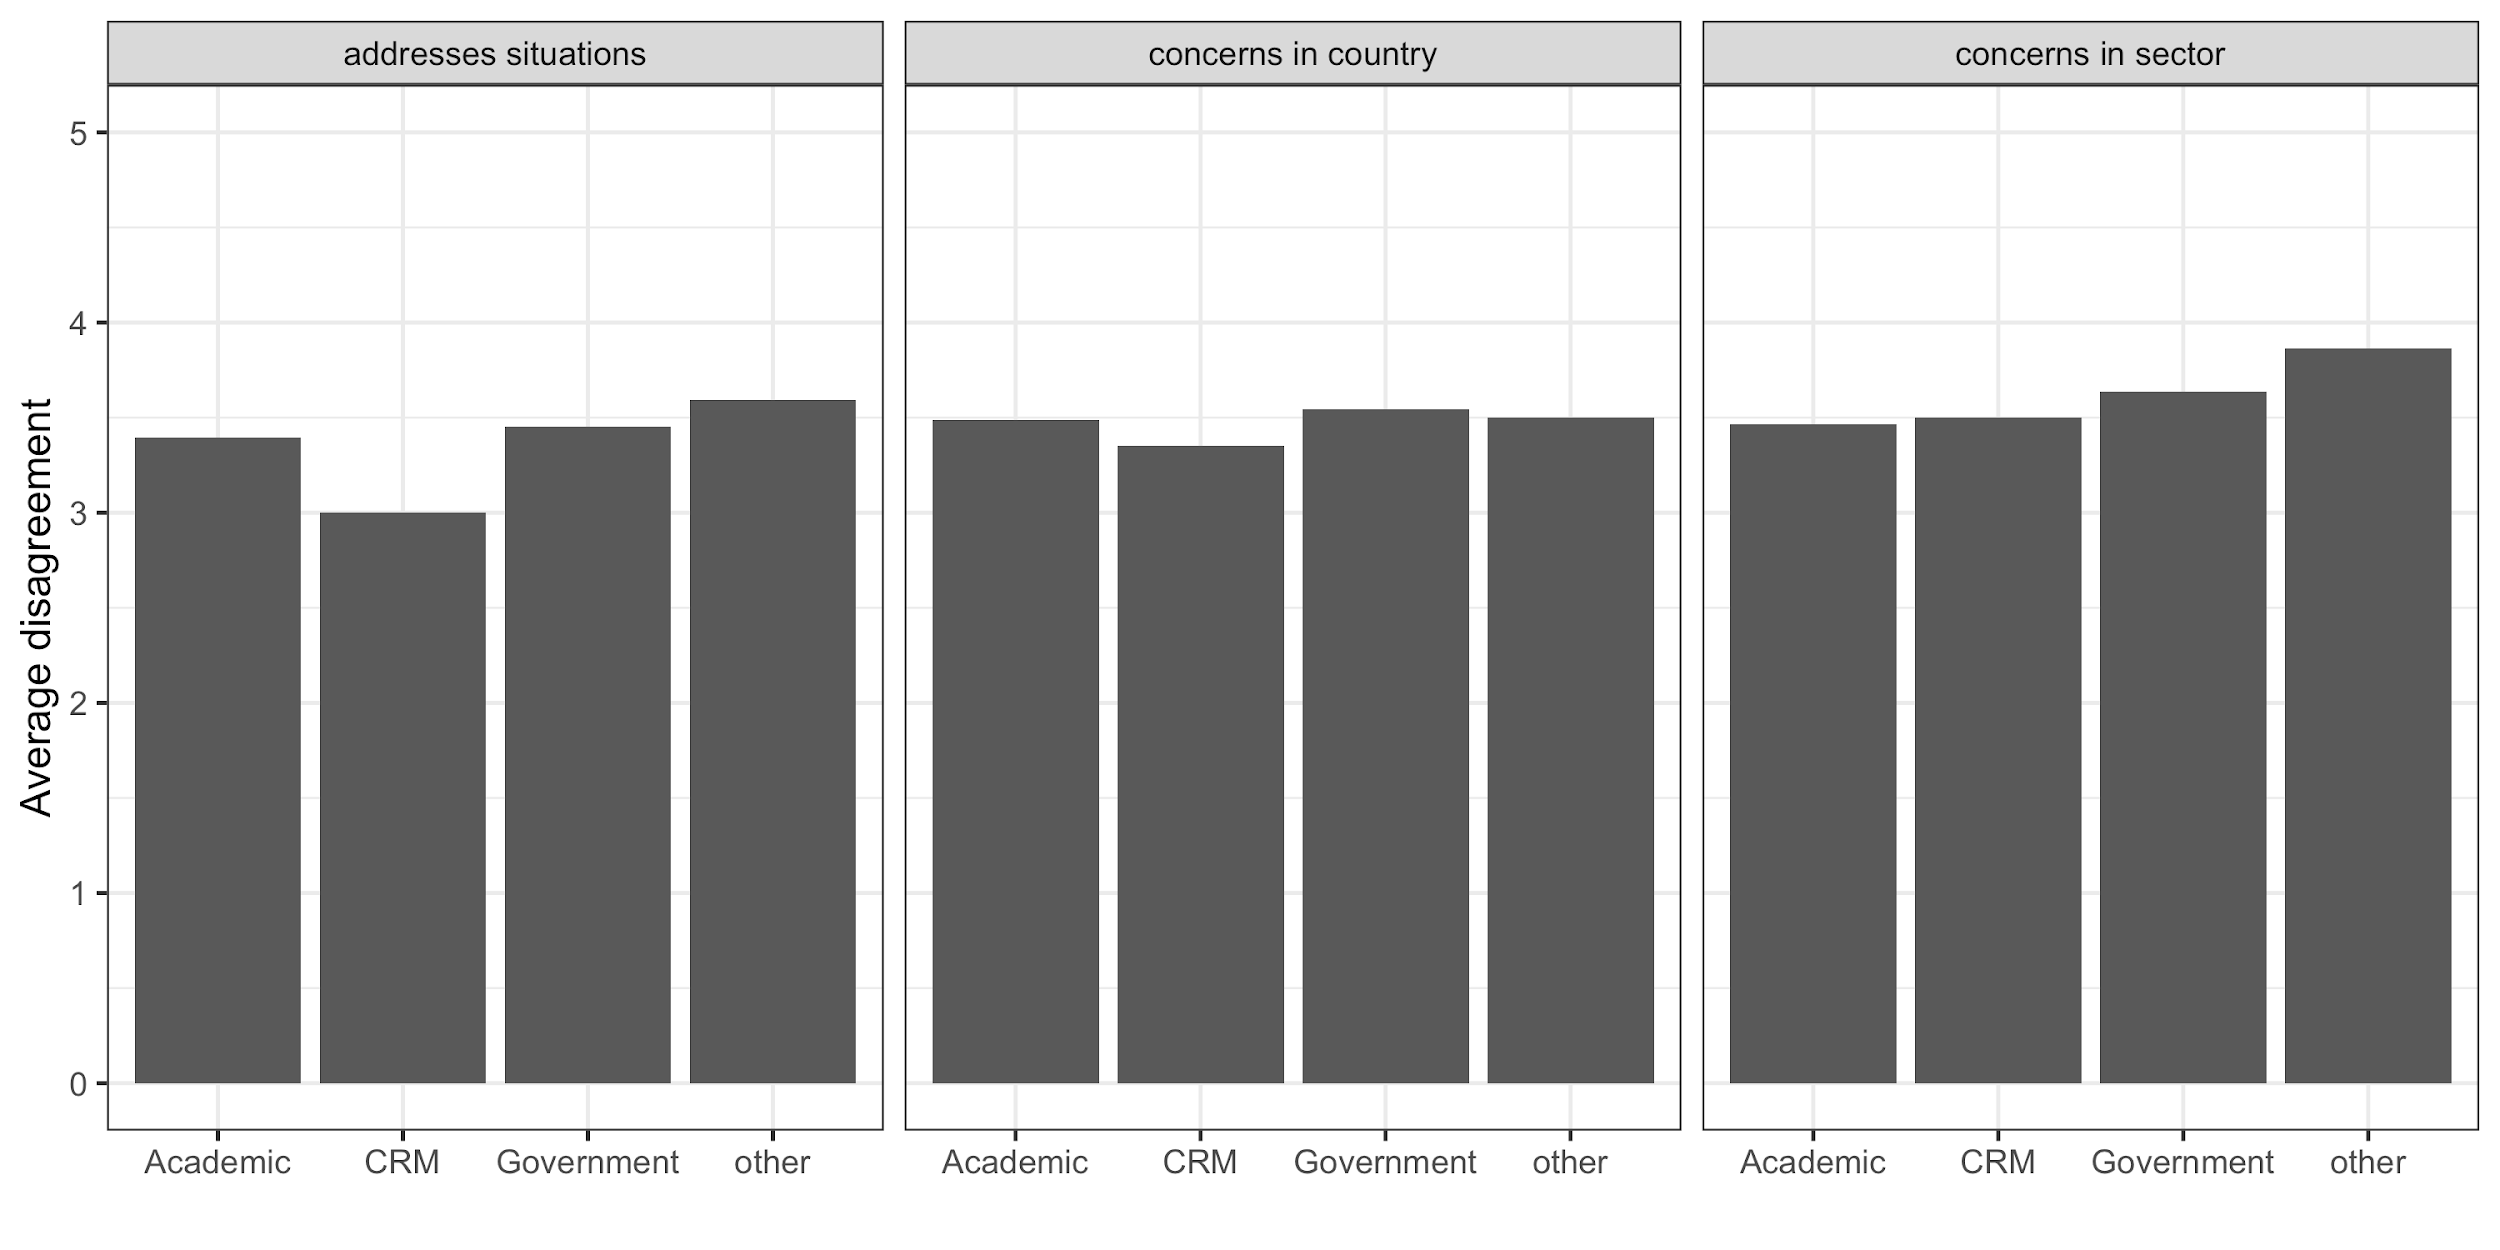 addresses situations
concerns in country
concerns in sector
Average disagreement
5
4
3
2
1
0
Academic CRM Government other
Academic CRM Government other
Academic CRM Government other